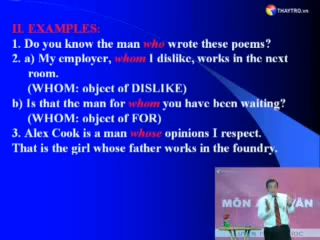 THAYTRO.vn
II. EXAMPLES:
1. Do you know the man who wrote these poems?
2. a) My employer, whom I dislike, works in the next
room.
(WHOM: object of DISLIKE)
b) Is that the man for whom you have been waiting?
(WHOM: object of FOR)
3. Alex Cook is a man whose opinions I respect.
That is the girl whose father works in the foundry.
MÔN VĂN